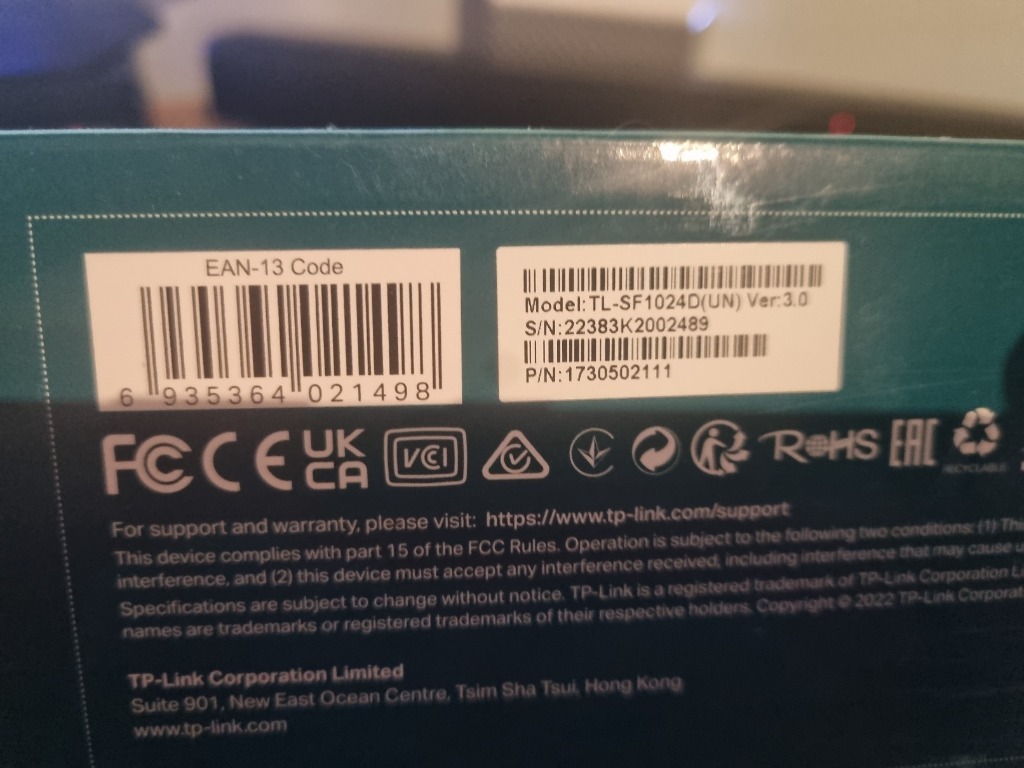 EAN-13 Code
6 935364 021498
Model:TL-SF1024D(UN) Ver:3.0
S/N:22383K2002489
P/N:1730502111
FC CE UK CA VCI RoHS EAC
RECYCLABLE
For support and warranty, please visit: https://www.tp-link.com/support
This device complies with part 15 of the FCC Rules. Operation is subject to the following two conditions: (1) This
interference, and (2) this device must accept any interference received, including interference that may cause
Specifications are subject to change without notice. TP-Link is a registered trademark of TP-Link Corporation
names are trademarks or registered trademarks of their respective holders. Copyright © 2022 TP-Link
TP-Link Corporation Limited
Suite 901, New East Ocean Centre, Tsim Sha Tsui, Hong Kong
www.tp-link.com